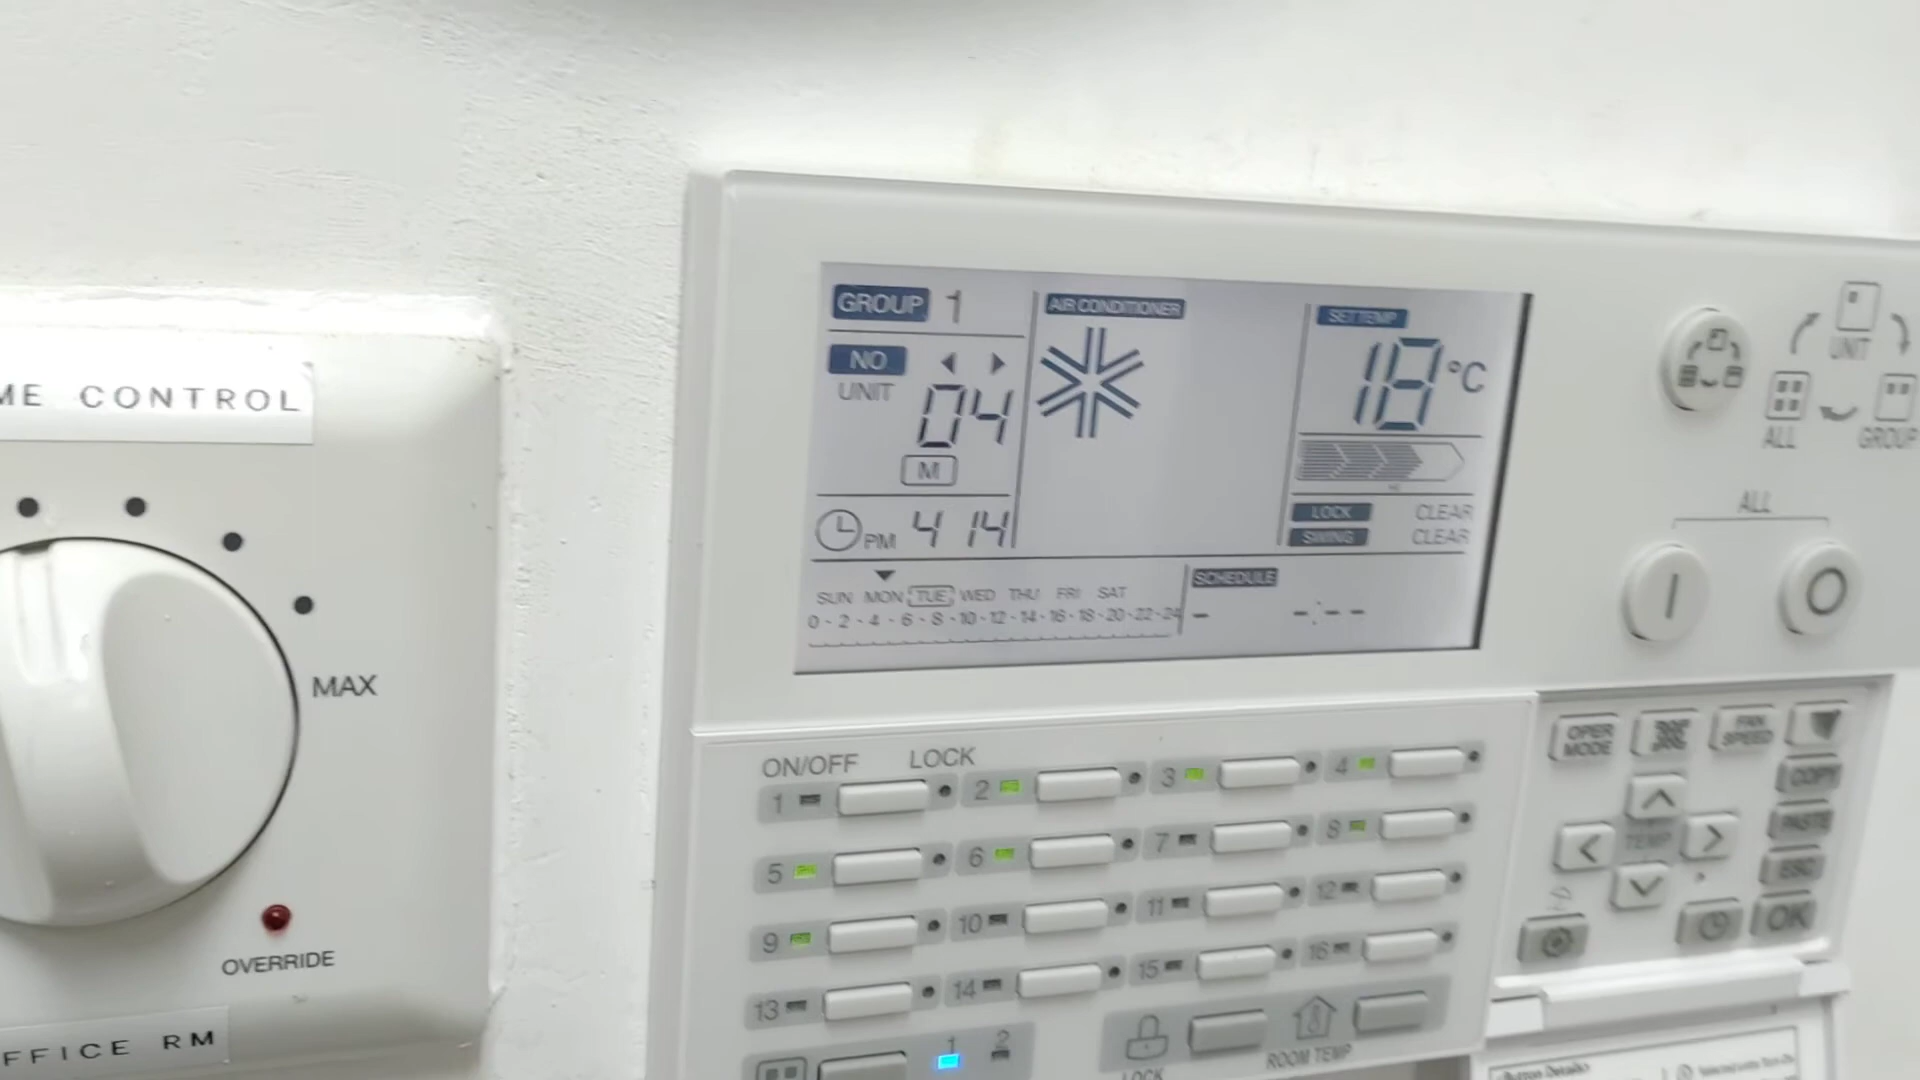 ME CONTROL
MAX
OVERRIDE
FFICE RM
GROUP 1
NO
UNIT
04
M
PM 4 14
AIR CONDITIONER
SET TEMP
18 °C
LOCK CLEAR
SWING CLEAR
SUN MON TUE WED THU FRI SAT
0 - 2 - 4 - 6 - 8 - 10 - 12 - 14 - 16 - 18 - 20 - 22 - 24
SCHEDULE
- -:--
UNIT
ALL
GROUP
ALL
ON/OFF LOCK
1 2 3 4
5 6 7 8
9 10 11 12
13 14 15 16
1 2
LOCK
ROOM TEMP
OPER
MODE
FAN
SPEED
COPY
PASTE
ESC
TEMP
OK
<Button Details>